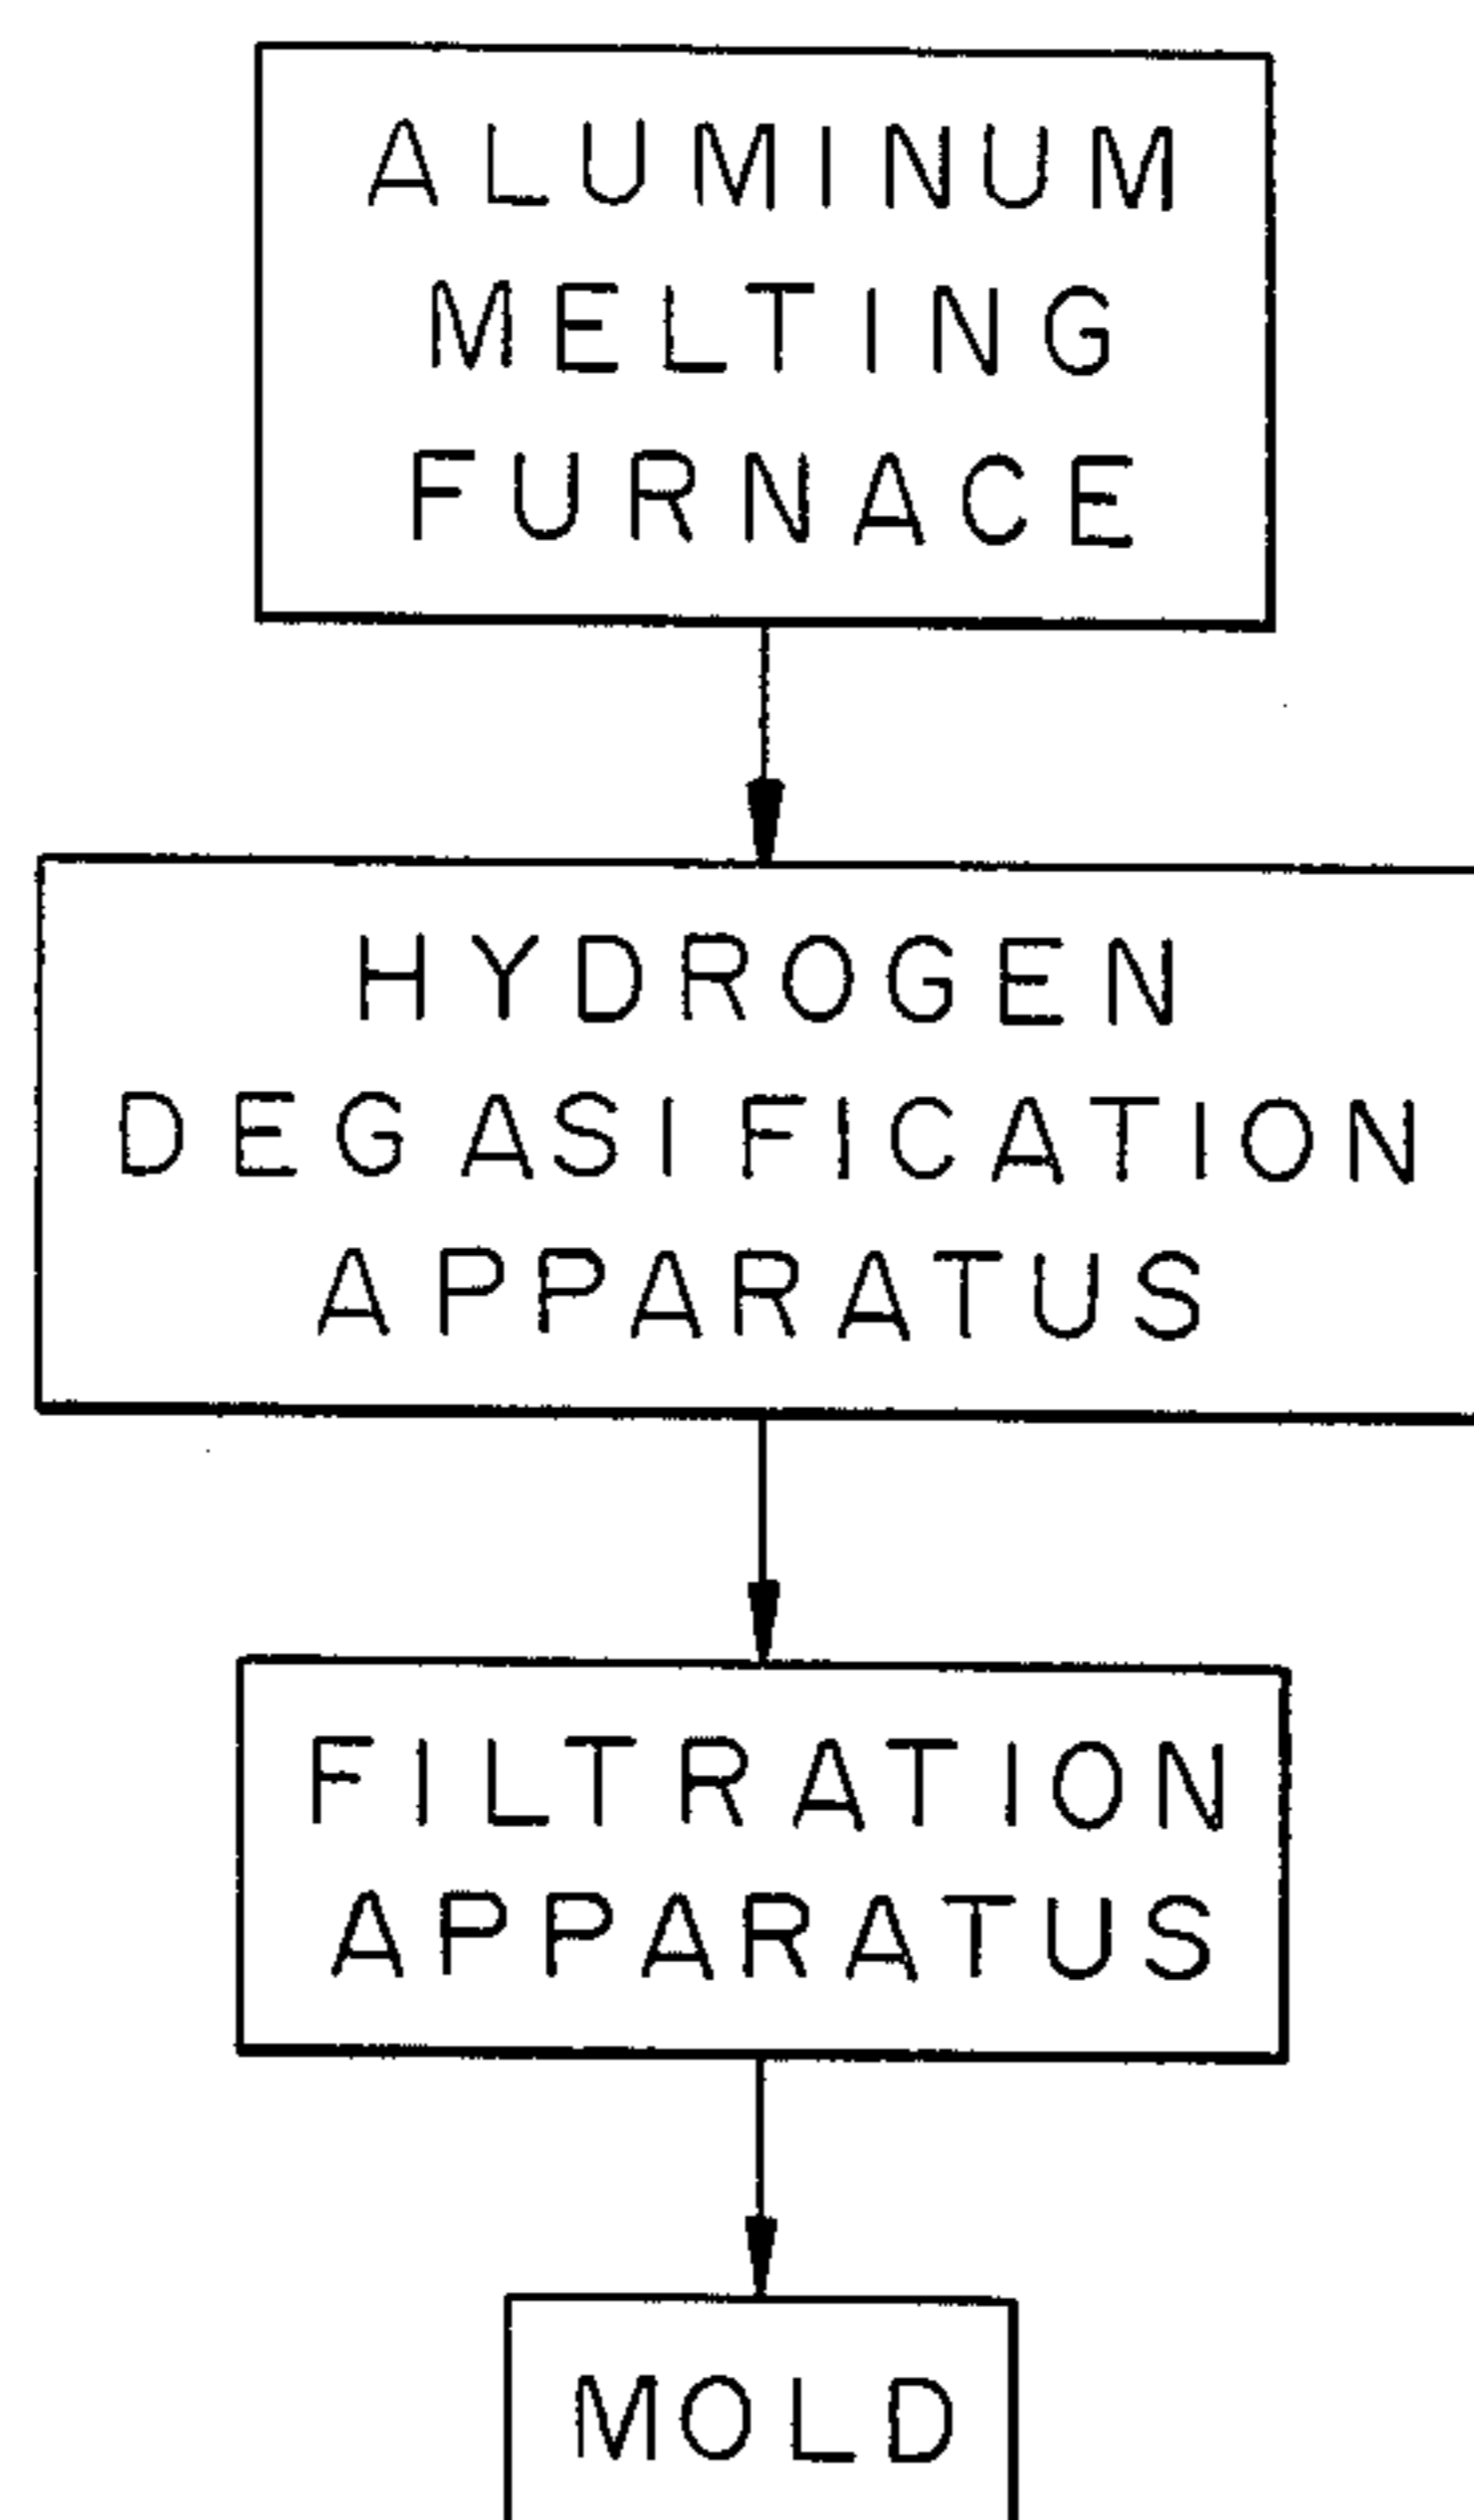 ALUMINUM
MELTING
FURNACE
HYDROGEN
DEGASIFICATION
APPARATUS
FILTRATION
APPARATUS
MOLD